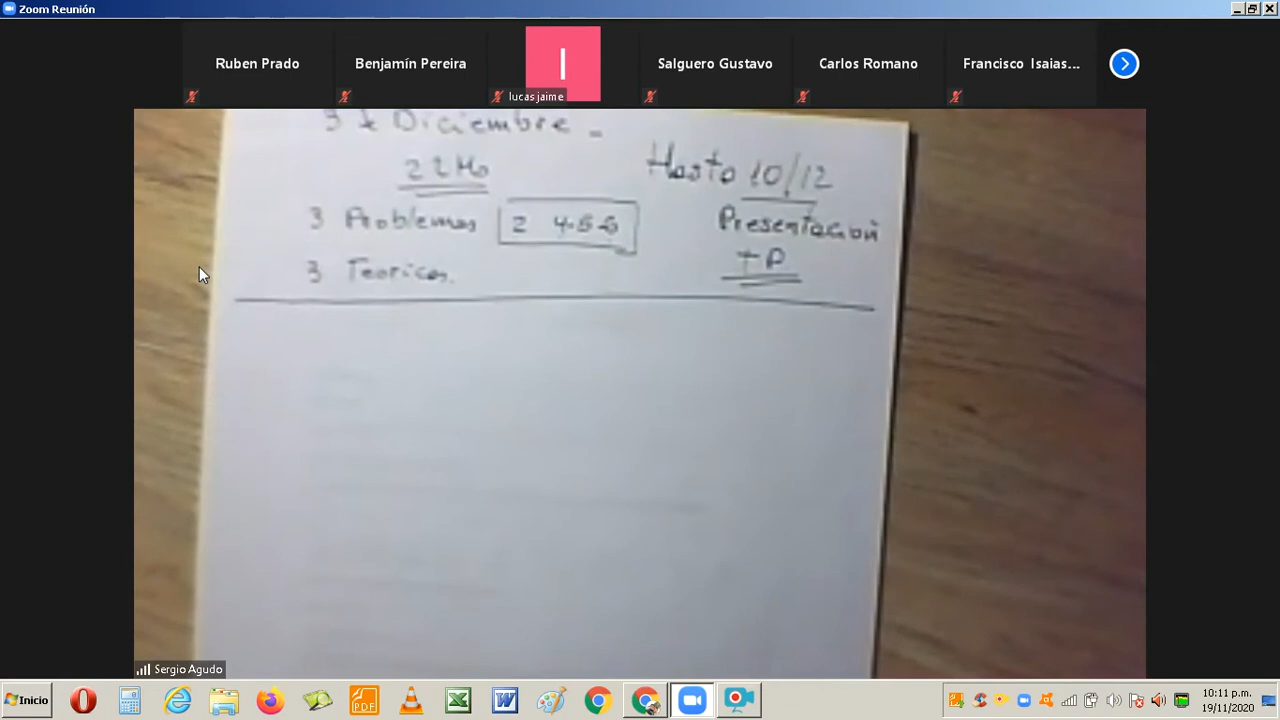 Zoom Reunión
Ruben Prado
Benjamín Pereira
I
lucas jaime
Salguero Gustavo
Carlos Romano
Francisco Isaias...
3 de Diciembre
22 Hs
3 Problemas 2 4-5-6
3 Teoricos.
Hasta 10/12
Presentación
TP
Sergio Agudo
Inicio
PDF
10:11 p.m.
19/11/2020